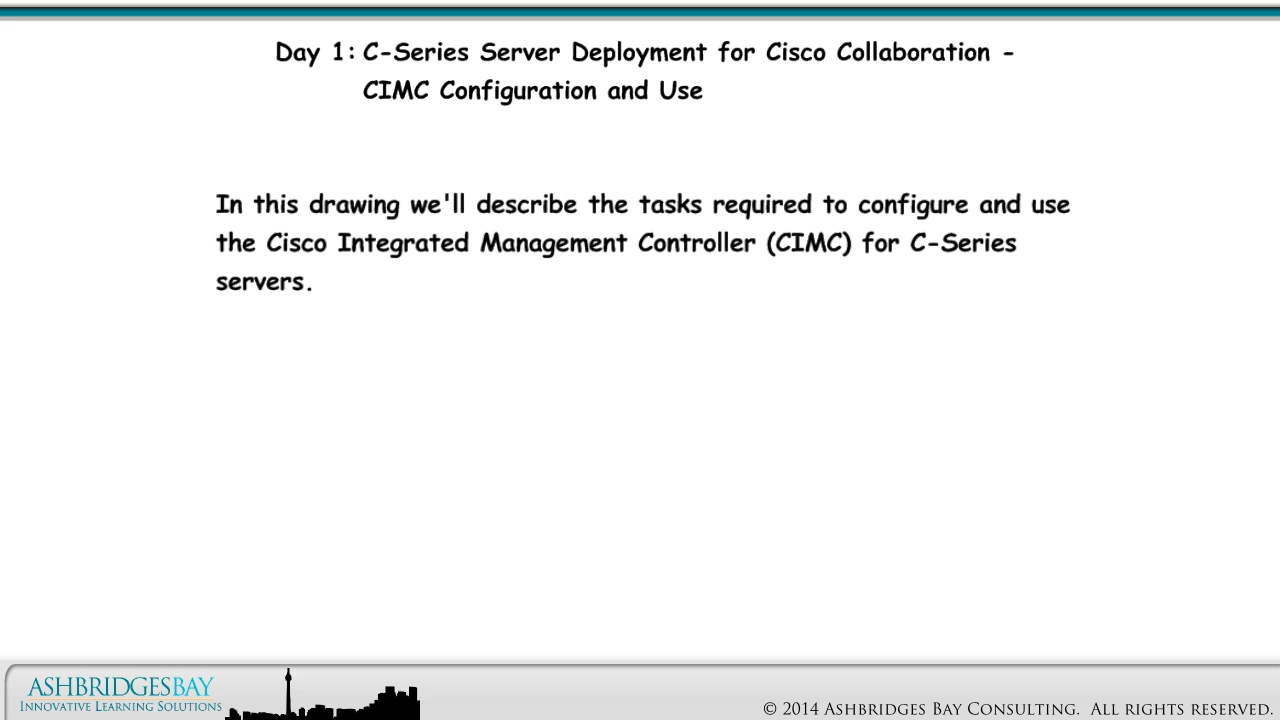 Day 1: C-Series Server Deployment for Cisco Collaboration -
CIMC Configuration and Use
In this drawing we'll describe the tasks required to configure and use
the Cisco Integrated Management Controller (CIMC) for C-Series
servers.
ASHBRIDGESBAY
INNOVATIVE LEARNING SOLUTIONS
© 2014 ASHBRIDGES BAY CONSULTING. ALL RIGHTS RESERVED.